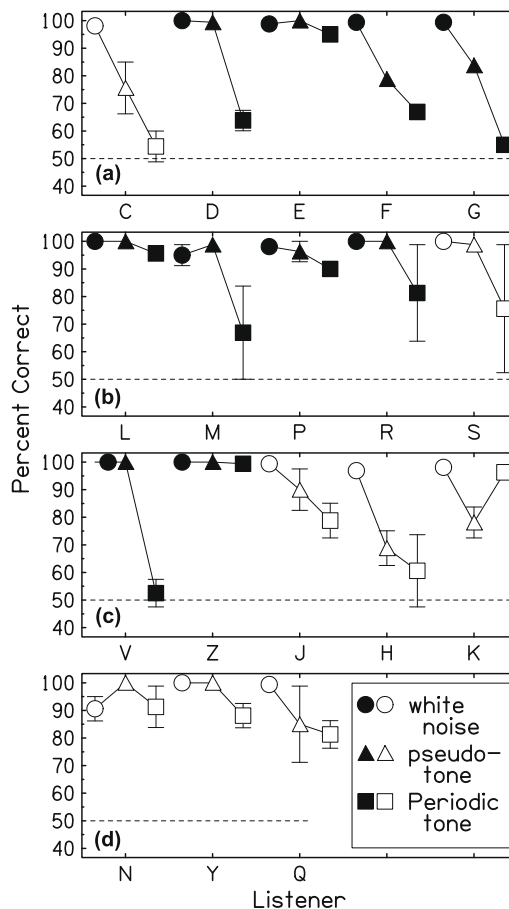 100
90
80
70
60
50
40
(a)
C D E F G
100
90
80
70
60
50
40
(b)
L M P R S
100
90
80
70
60
50
40
(c)
V Z J H K
100
90
80
70
60
50
40
(d)
N Y Q
white
noise
pseudo-
tone
Periodic
tone
Percent Correct
Listener